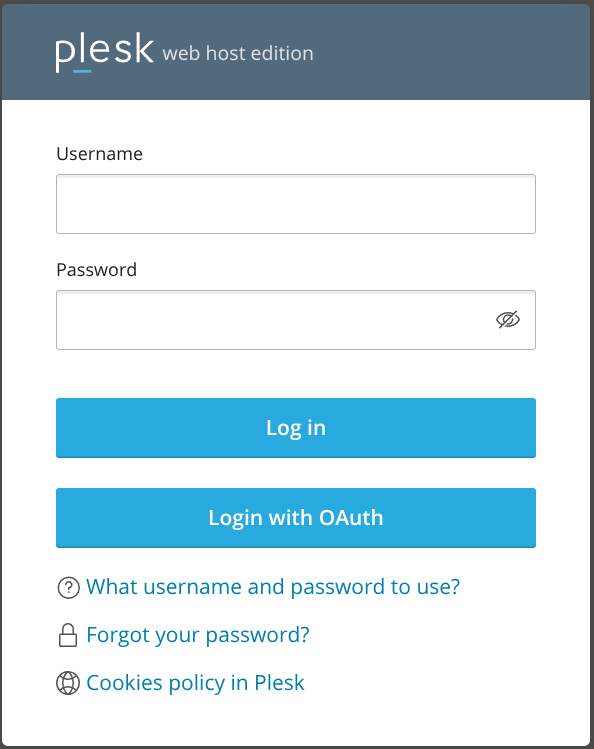 plesk web host edition
Username
Password
Log in
Login with OAuth
What username and password to use?
Forgot your password?
Cookies policy in Plesk